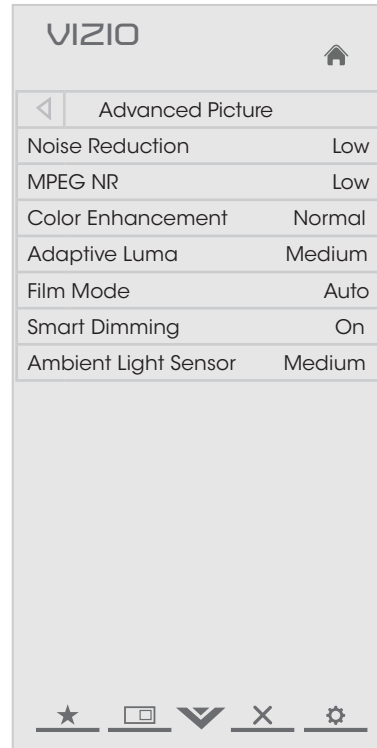 VIZIO
Advanced Picture
Noise Reduction Low
MPEG NR Low
Color Enhancement Normal
Adaptive Luma Medium
Film Mode Auto
Smart Dimming On
Ambient Light Sensor Medium